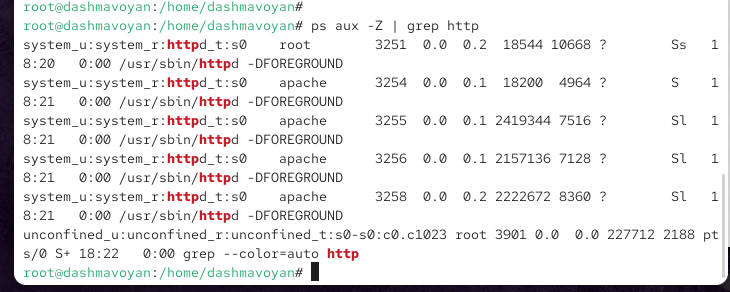 root@dashmavoyan:/home/dashmavoyan#
root@dashmavoyan:/home/dashmavoyan# ps aux -Z | grep http
system_u:system_r:httpd_t:s0    root        3251  0.0  0.2  18544 10668 ?        Ss   1
8:20   0:00 /usr/sbin/httpd -DFOREGROUND
system_u:system_r:httpd_t:s0    apache      3254  0.0  0.1  18200  4964 ?        S    1
8:21   0:00 /usr/sbin/httpd -DFOREGROUND
system_u:system_r:httpd_t:s0    apache      3255  0.0  0.1 2419344 7516 ?        Sl   1
8:21   0:00 /usr/sbin/httpd -DFOREGROUND
system_u:system_r:httpd_t:s0    apache      3256  0.0  0.1 2157136 7128 ?        Sl   1
8:21   0:00 /usr/sbin/httpd -DFOREGROUND
system_u:system_r:httpd_t:s0    apache      3258  0.0  0.2 2222672 8360 ?        Sl   1
8:21   0:00 /usr/sbin/httpd -DFOREGROUND
unconfined_u:unconfined_r:unconfined_t:s0-s0:c0.c1023 root 3901 0.0  0.0 227712 2188 pt
s/0 S+ 18:22   0:00 grep --color=auto http
root@dashmavoyan:/home/dashmavoyan#